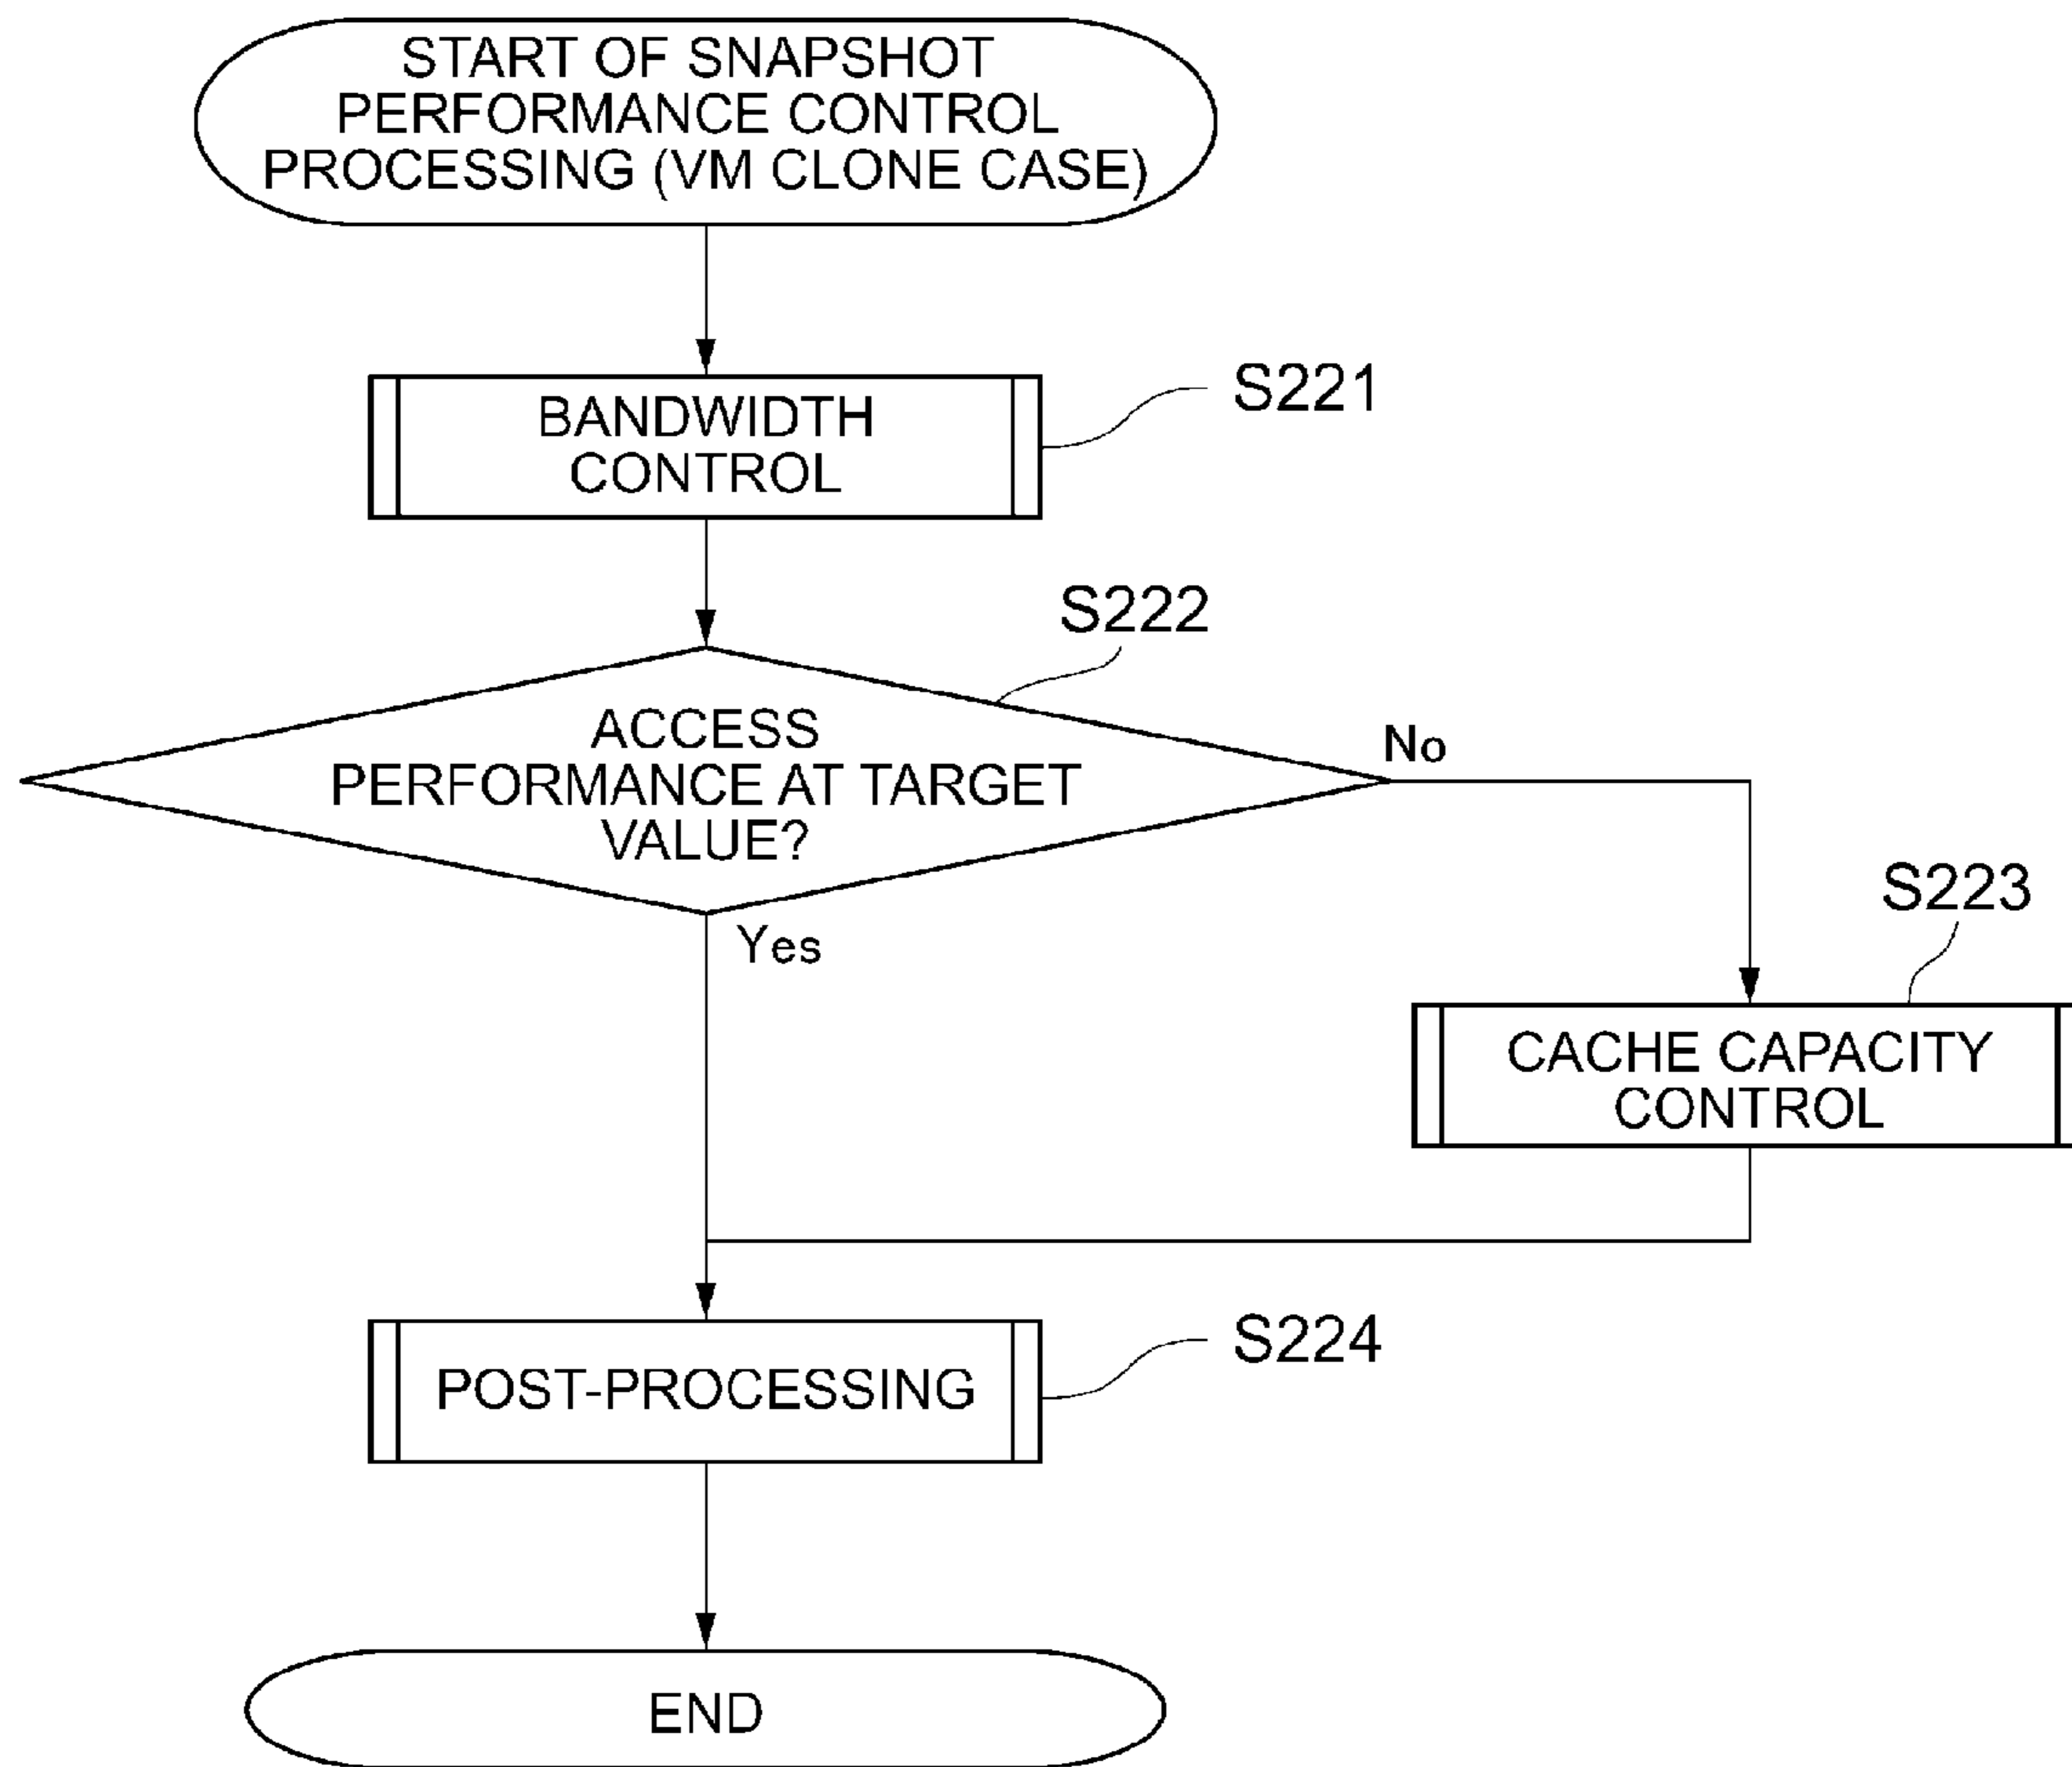 START OF SNAPSHOT
PERFORMANCE CONTROL
PROCESSING (VM CLONE CASE)
S221
BANDWIDTH
CONTROL
S222
ACCESS
PERFORMANCE AT TARGET
VALUE?
No
Yes
S223
CACHE CAPACITY
CONTROL
S224
POST-PROCESSING
END